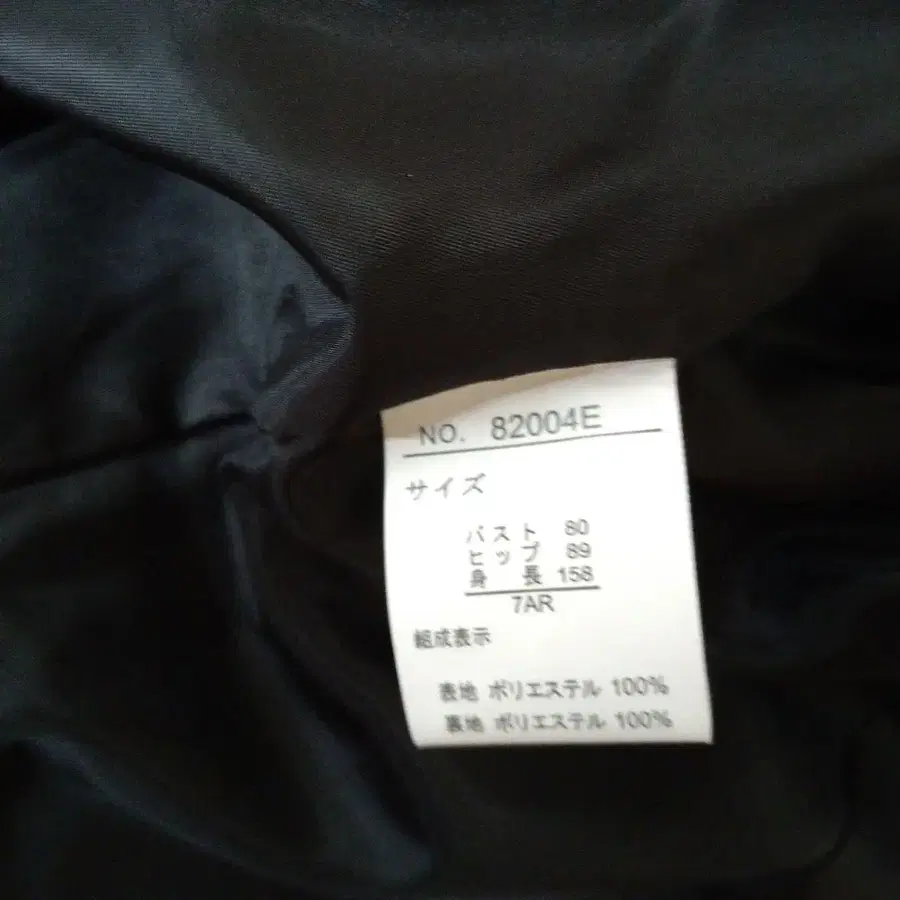 NO. 82004E
サイズ
バスト 80
ヒップ 89
身 長 158
7AR
組成表示
表地 ポリエステル 100%
裏地 ポリエステル 100%